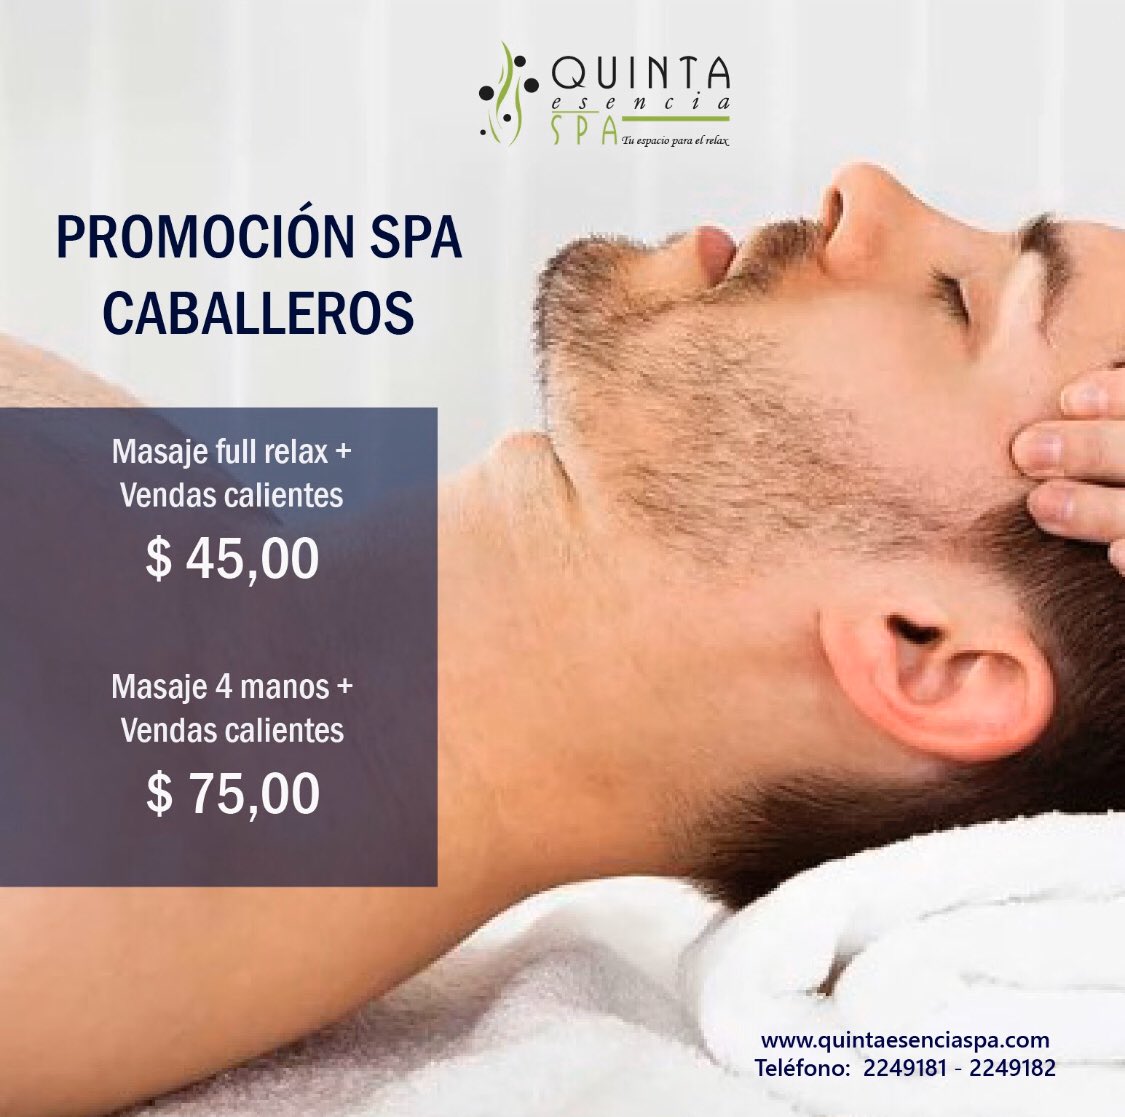 QUINTA
esencia
SPA Tu espacio para el relax
PROMOCIÓN SPA
CABALLEROS
Masaje full relax +
Vendas calientes
$ 45,00
Masaje 4 manos +
Vendas calientes
$ 75,00
www.quintaesenciaspa.com
Teléfono: 2249181 - 2249182